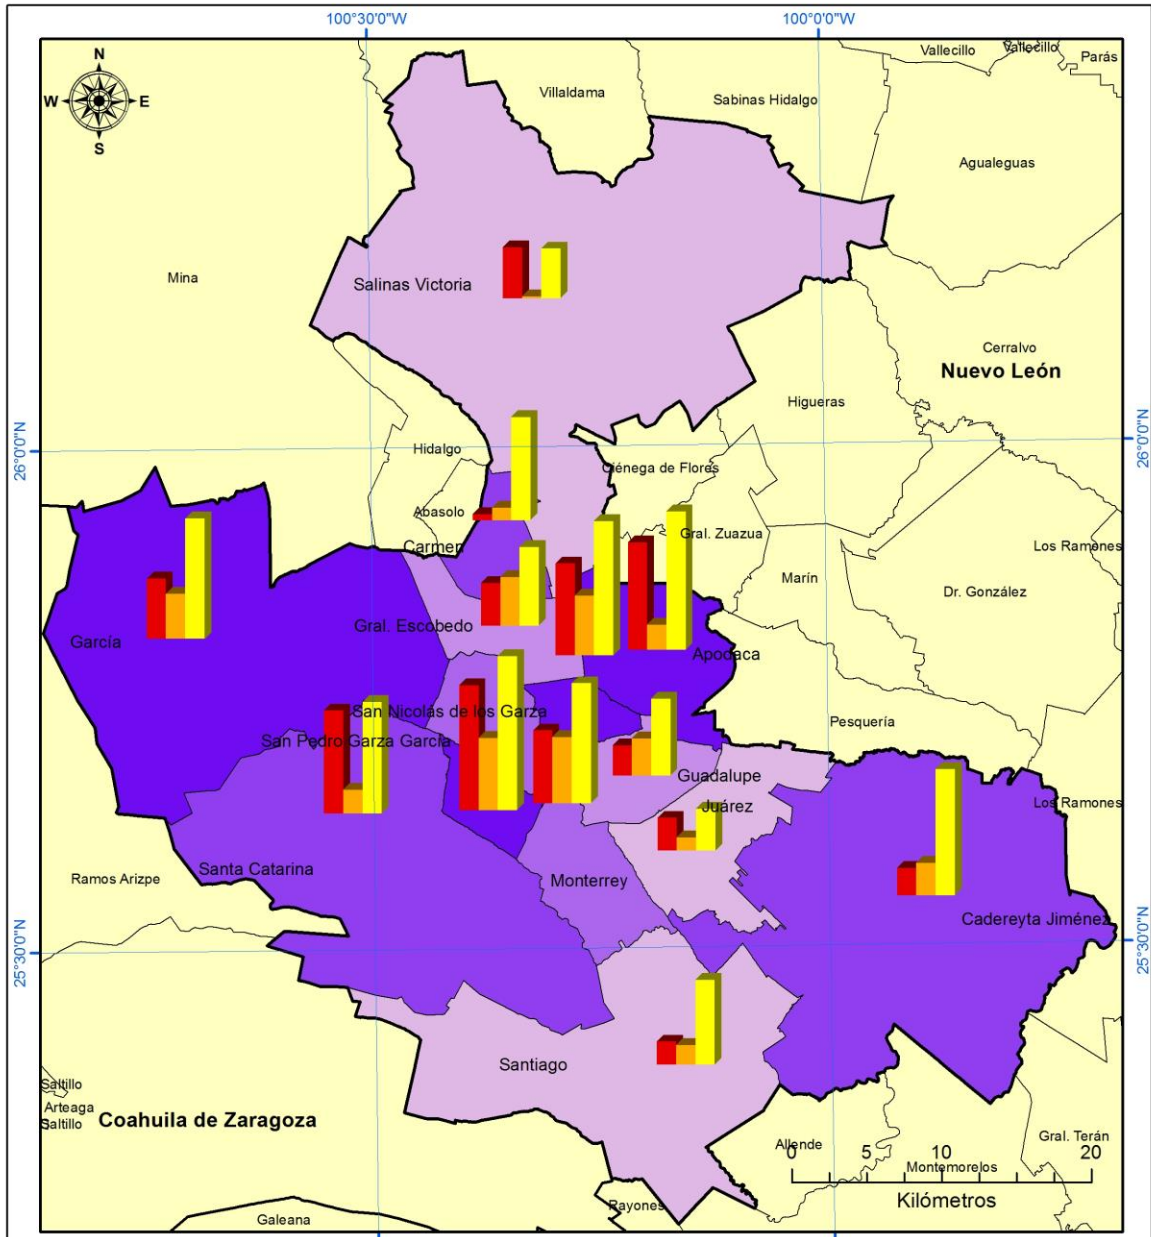 100°30'0"W
100°0'0"W
N
W
E
S
Villaldama
Vallecillo
Vallecillo
Parás
Sabinas Hidalgo
Agualeguas
Mina
Salinas Victoria
Cerralvo
Nuevo León
Higueras
26°0'0"N
26°0'0"N
Hidalgo
Ciénega de Flores
Abasolo
Gral. Zuazua
Carmen
Los Ramones
Marín
Dr. González
Gral. Escobedo
García
Apodaca
San Nicolás de los Garza
Pesquería
San Pedro Garza García
Guadalupe
Juárez
Los Ramones
Santa Catarina
Ramos Arizpe
Monterrey
Cadereyta Jiménez
25°30'0"N
25°30'0"N
Santiago
Saltillo
Arteaga
Saltillo
Coahuila de Zaragoza
Allende
Gral. Terán
0 5 10 20
Montemorelos
Kilómetros
Rayones
Galeana